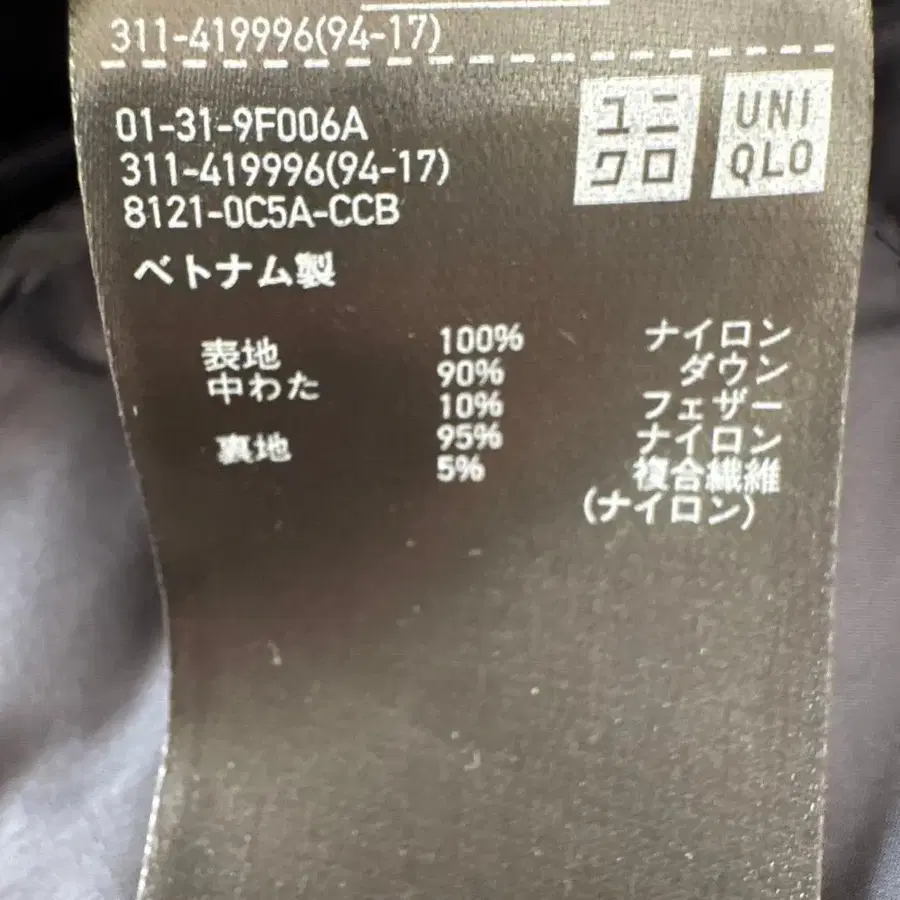 311-419996(94-17)
ユニクロ
UNIQLO
01-31-9F006A
311-419996(94-17)
8121-0C5A-CCB
ベトナム製
表地 100% ナイロン
中わた 90% ダウン
10% フェザー
裏地 95% ナイロン
5% 複合繊維
(ナイロン)